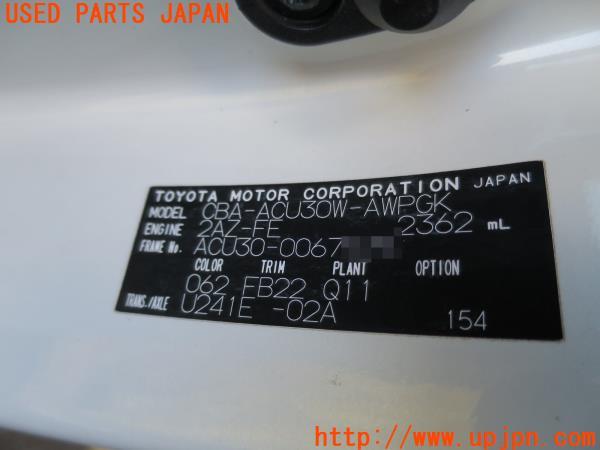 USED PARTS JAPAN
TOYOTA MOTOR CORPORATION JAPAN
MODEL CBA-ACU30W-AWPGK
ENGINE 2AZ-FE 2362 mL
FRAME No. ACU30-0067
COLOR TRIM PLANT OPTION
062 FB22 Q11
TRANS./AXLE U241E -02A
154
http://www.upjpn.com